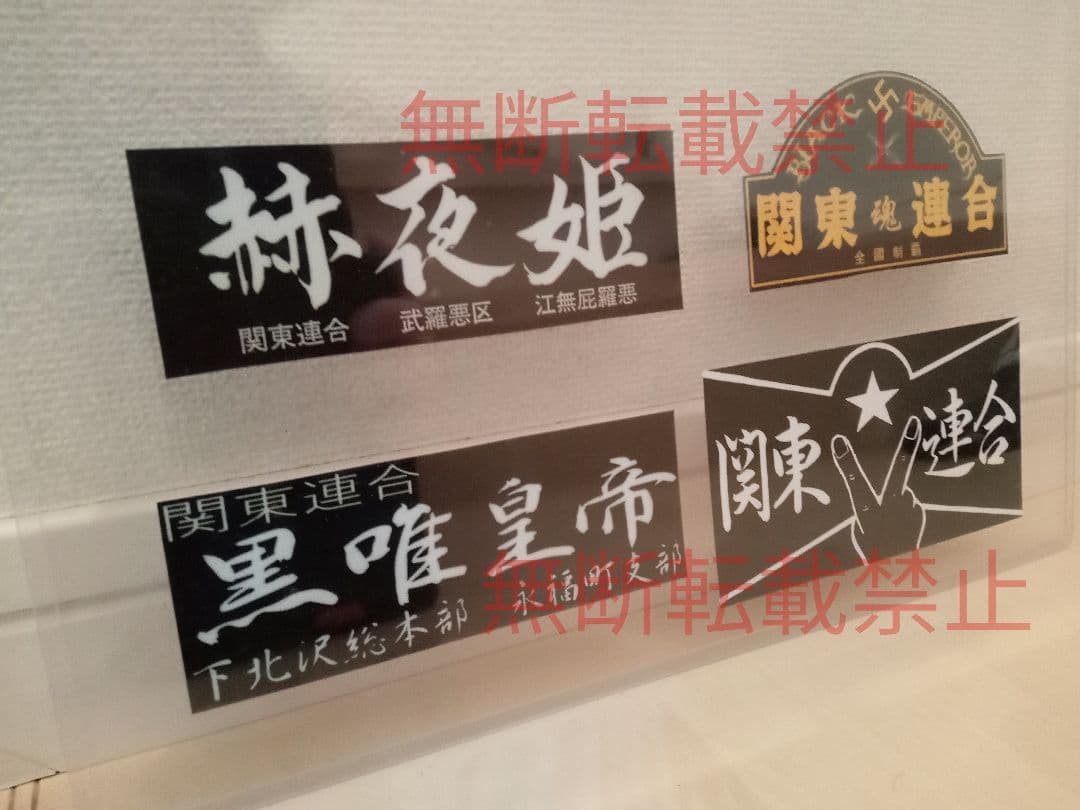 無断転載禁止
赫夜姫
関東連合 武羅悪区 江無屁羅悪
BLACK 卐 EMPEROR
関東魂連合
全國制覇
関東連合
黒唯皇帝
下北沢総本部 永福町支部
関東 連合
無断転載禁止